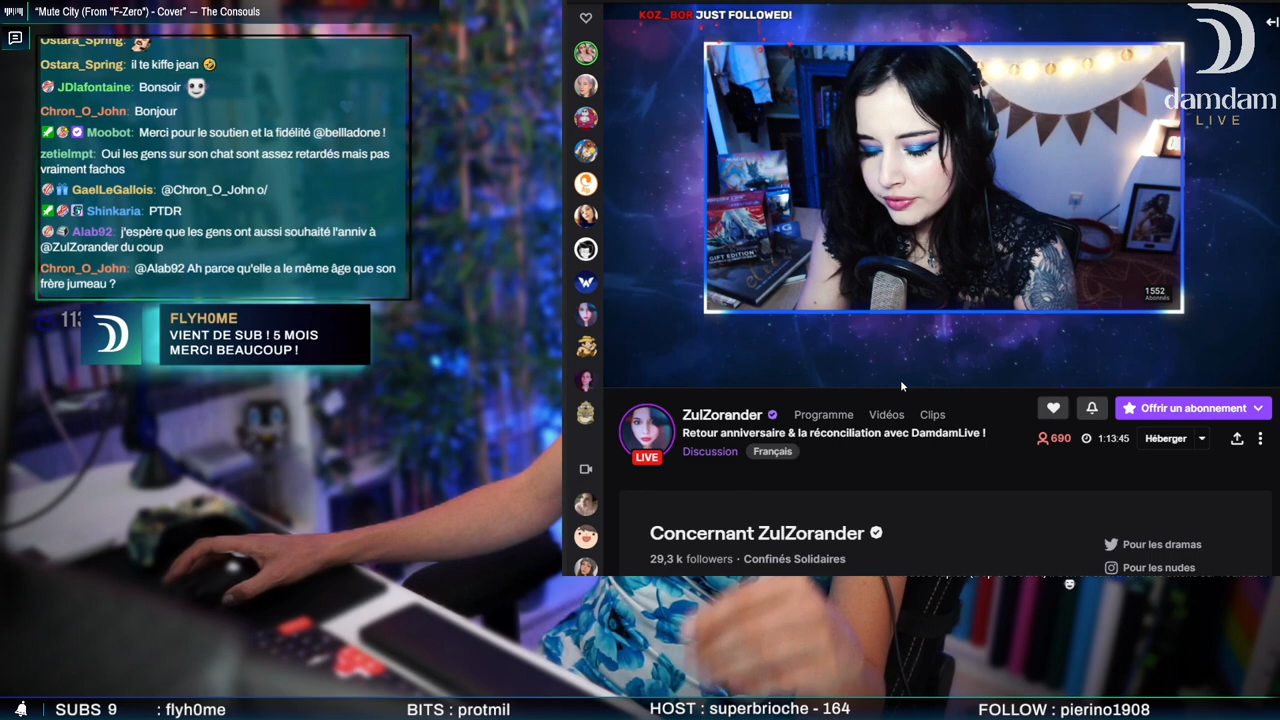 "Mute City (From "F-Zero") - Cover" — The Consouls
Ostara_Spring:
Ostara_Spring: il te kiffe jean
JDlafontaine: Bonsoir
Chron_O_John: Bonjour
Moobot: Merci pour le soutien et la fidélité @bellladone !
zetielmpt: Oui les gens sur son chat sont assez retardés mais pas
vraiment fachos
GaelLeGallois: @Chron_O_John o/
Shinkaria: PTDR
Alab92: j'espère que les gens ont aussi souhaité l'anniv à
@ZulZorander du coup
Chron_O_John: @Alab92 Ah parce qu'elle a le même âge que son
frère jumeau ?
FLYH0ME
VIENT DE SUB ! 5 MOIS
MERCI BEAUCOUP !
KOZ_BOR JUST FOLLOWED!
damdam
LIVE
GIFT EDITION
1 552
Abonnés
ZulZorander
Programme
Vidéos
Clips
Offrir un abonnement
Retour anniversaire & la réconciliation avec DamdamLive !
690
1:13:45
Héberger
LIVE
Discussion
Français
Concernant ZulZorander
29,3 k followers · Confinés Solidaires
Pour les dramas
Pour les nudes
SUBS 9
: flyh0me
BITS : protmil
HOST : superbrioche - 164
FOLLOW : pierino1908